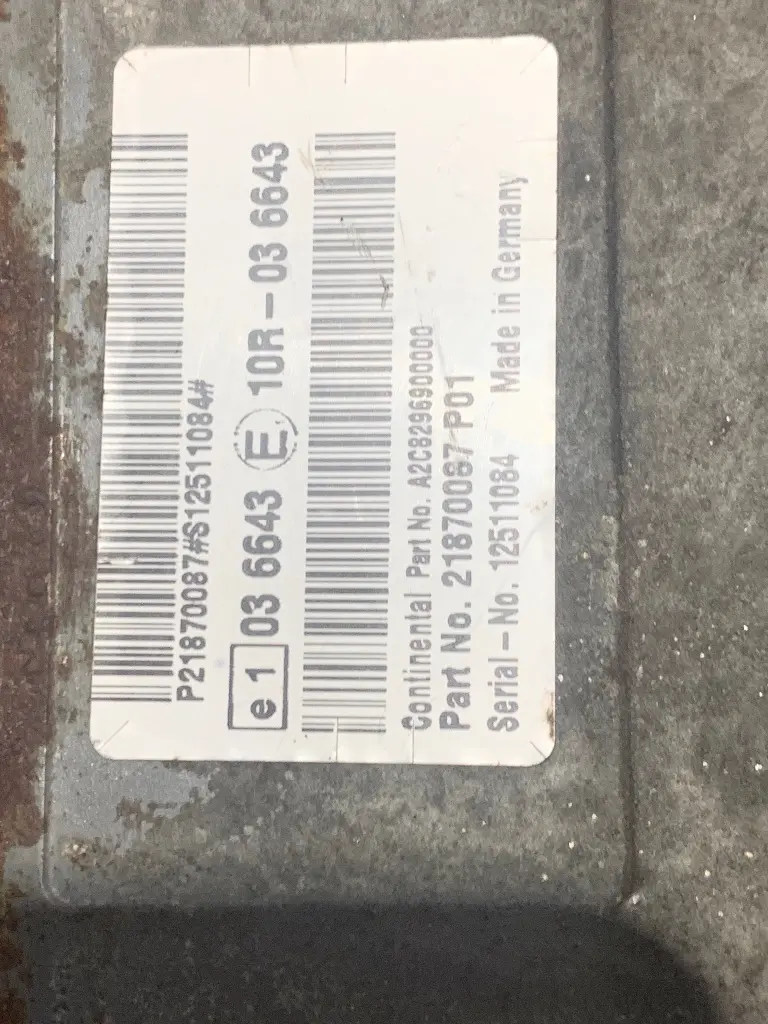 P21870087#S12511084#
e1 03 6643 E 10R-03 6643
Continental Part No. A2C8296900000
Part No. 21870087 P01
Serial-No. 12511084 Made in Germany